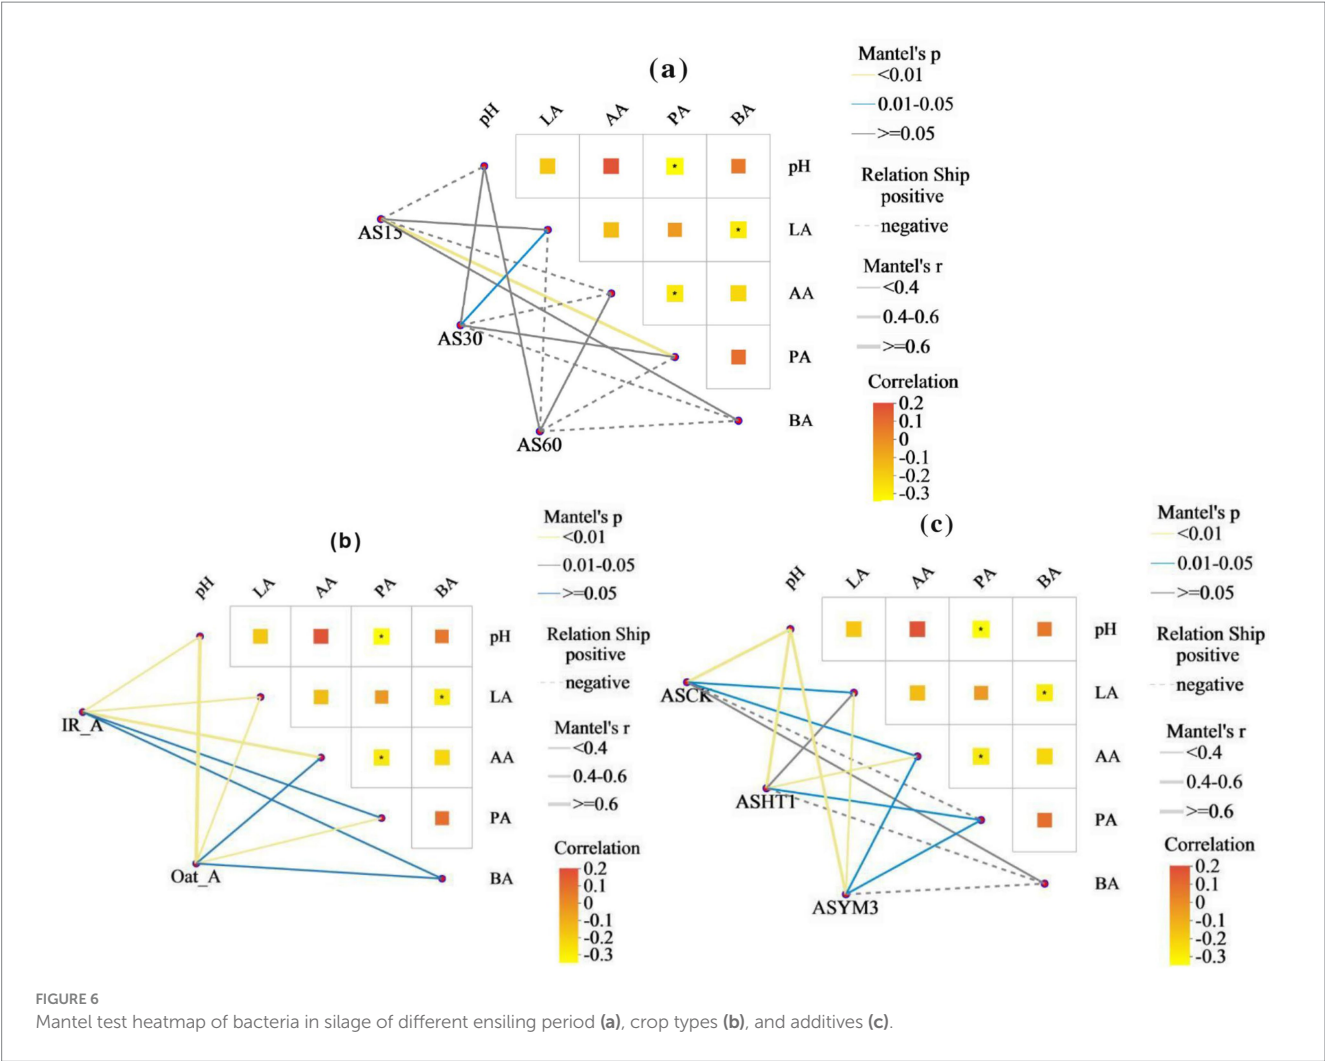 (a)
pH
LA
AA
PA
BA
pH
LA
AA
PA
BA
AS15
AS30
AS60
Mantel's p
<0.01
0.01-0.05
>=0.05
Relation Ship
positive
negative
Mantel's r
<0.4
0.4-0.6
>=0.6
Correlation
0.2
0.1
0
-0.1
-0.2
-0.3
(b)
pH
LA
AA
PA
BA
pH
LA
AA
PA
BA
IR_A
Oat_A
Mantel's p
<0.01
0.01-0.05
>=0.05
Relation Ship
positive
negative
Mantel's r
<0.4
0.4-0.6
>=0.6
Correlation
0.2
0.1
0
-0.1
-0.2
-0.3
(c)
pH
LA
AA
PA
BA
pH
LA
AA
PA
BA
ASCK
ASHT1
ASYM3
Mantel's p
<0.01
0.01-0.05
>=0.05
Relation Ship
positive
negative
Mantel's r
<0.4
0.4-0.6
>=0.6
Correlation
0.2
0.1
0
-0.1
-0.2
-0.3
FIGURE 6
Mantel test heatmap of bacteria in silage of different ensiling period (a), crop types (b), and additives (c).